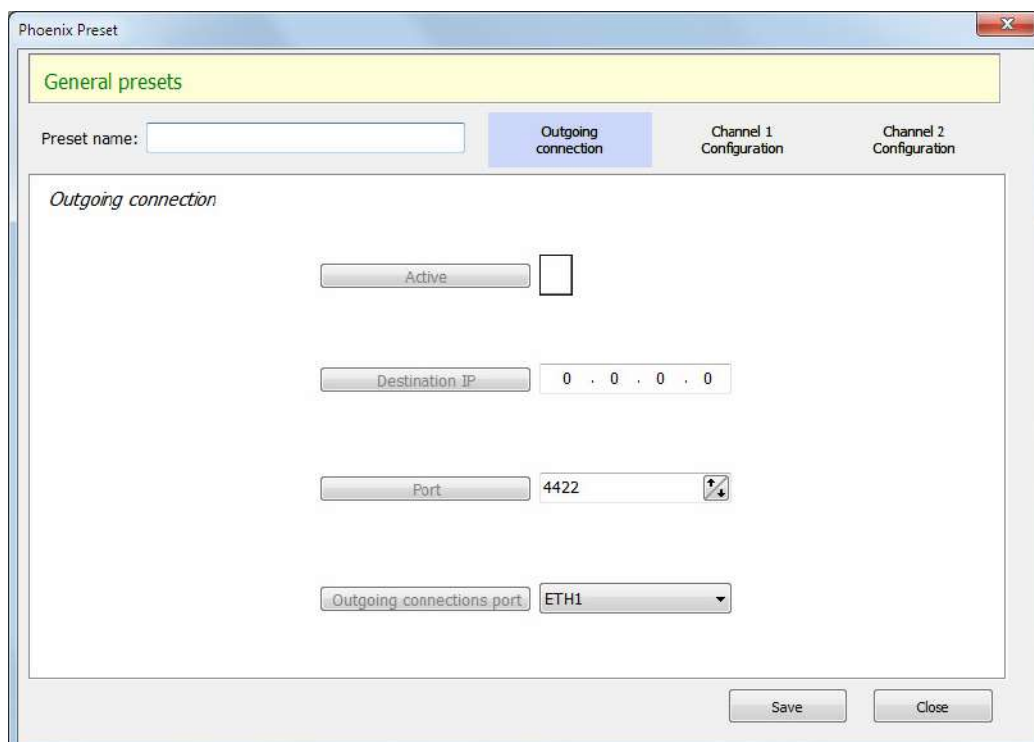 Phoenix Preset
General presets
Preset name:
Outgoing
connection
Channel 1
Configuration
Channel 2
Configuration
Outgoing connection
Active
Destination IP
0 . 0 . 0 . 0
Port
4422
Outgoing connections port
ETH1
Save
Close